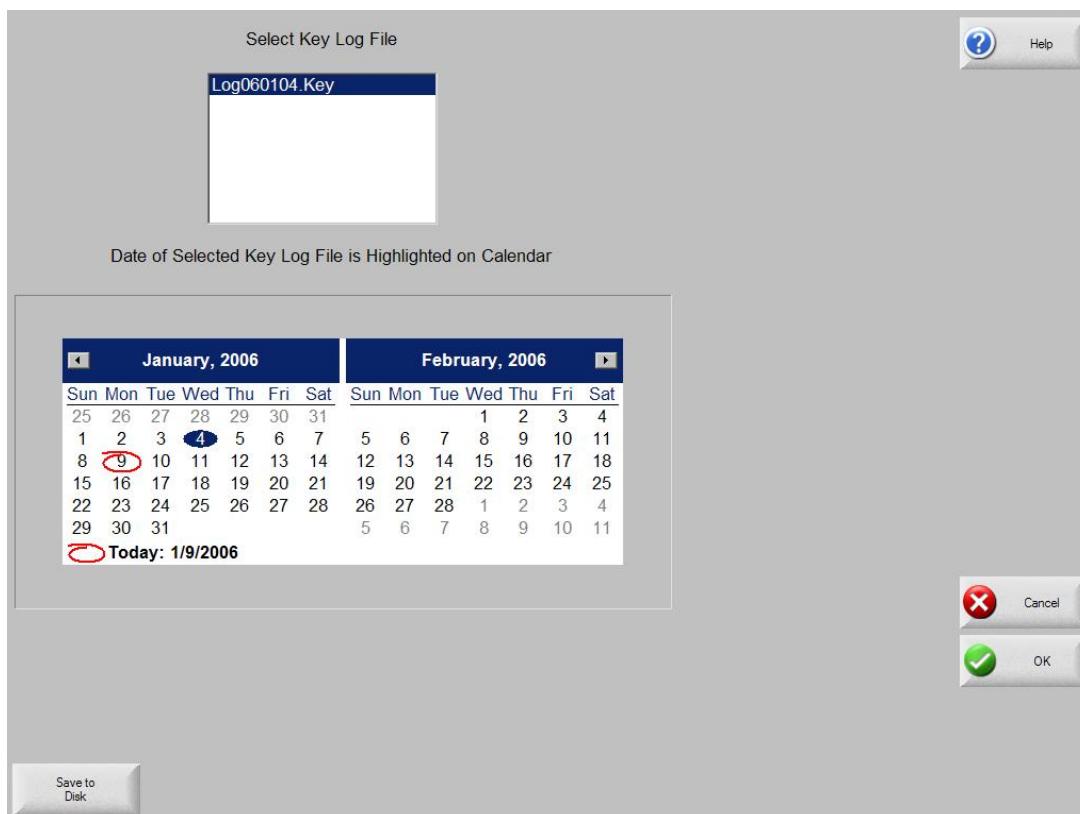 Select Key Log File
Help
Log060104.Key
Date of Selected Key Log File is Highlighted on Calendar
January, 2006
Sun Mon Tue Wed Thu Fri Sat
25 26 27 28 29 30 31
1 2 3 4 5 6 7
8 9 10 11 12 13 14
15 16 17 18 19 20 21
22 23 24 25 26 27 28
29 30 31
Today: 1/9/2006
February, 2006
Sun Mon Tue Wed Thu Fri Sat
1 2 3 4
5 6 7 8 9 10 11
12 13 14 15 16 17 18
19 20 21 22 23 24 25
26 27 28 1 2 3 4
5 6 7 8 9 10 11
Cancel
OK
Save to
Disk